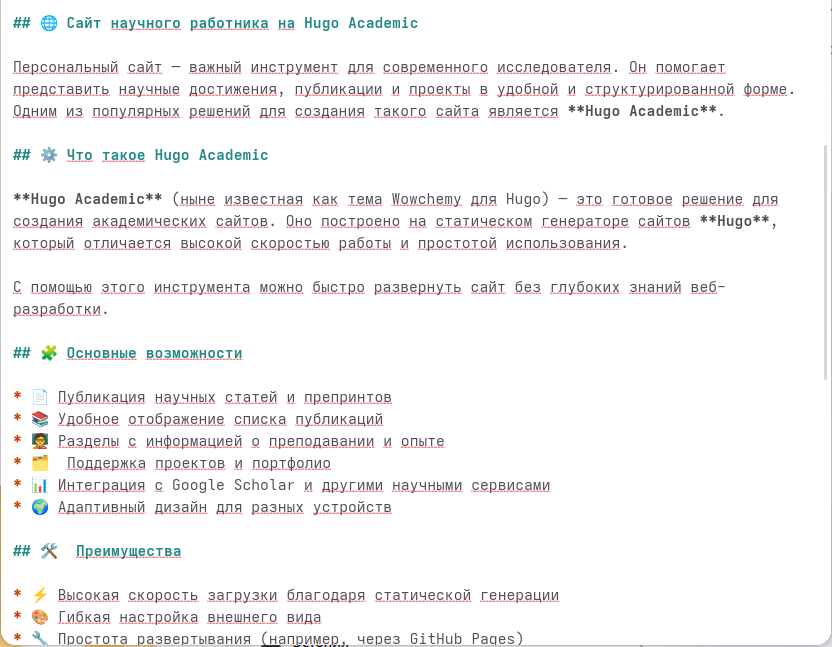 ## 🌐 Сайт научного работника на Hugo Academic
Персональный сайт — важный инструмент для современного исследователя. Он помогает
представить научные достижения, публикации и проекты в удобной и структурированной форме.
Одним из популярных решений для создания такого сайта является **Hugo Academic**.
## ⚙️ Что такое Hugo Academic
**Hugo Academic** (ныне известная как тема Wowchemy для Hugo) — это готовое решение для
создания академических сайтов. Оно построено на статическом генераторе сайтов **Hugo**,
который отличается высокой скоростью работы и простотой использования.
С помощью этого инструмента можно быстро развернуть сайт без глубоких знаний веб-
разработки.
## 🧩 Основные возможности
* 📄 Публикация научных статей и препринтов
* 📚 Удобное отображение списка публикаций
* 🧑‍🏫 Разделы с информацией о преподавании и опыте
* 🗂️ Поддержка проектов и портфолио
* 📊 Интеграция с Google Scholar и другими научными сервисами
* 🌍 Адаптивный дизайн для разных устройств
## 🛠️ Преимущества
* ⚡ Высокая скорость загрузки благодаря статической генерации
* 🎨 Гибкая настройка внешнего вида
* 🔧 Простота развертывания (например, через GitHub Pages)